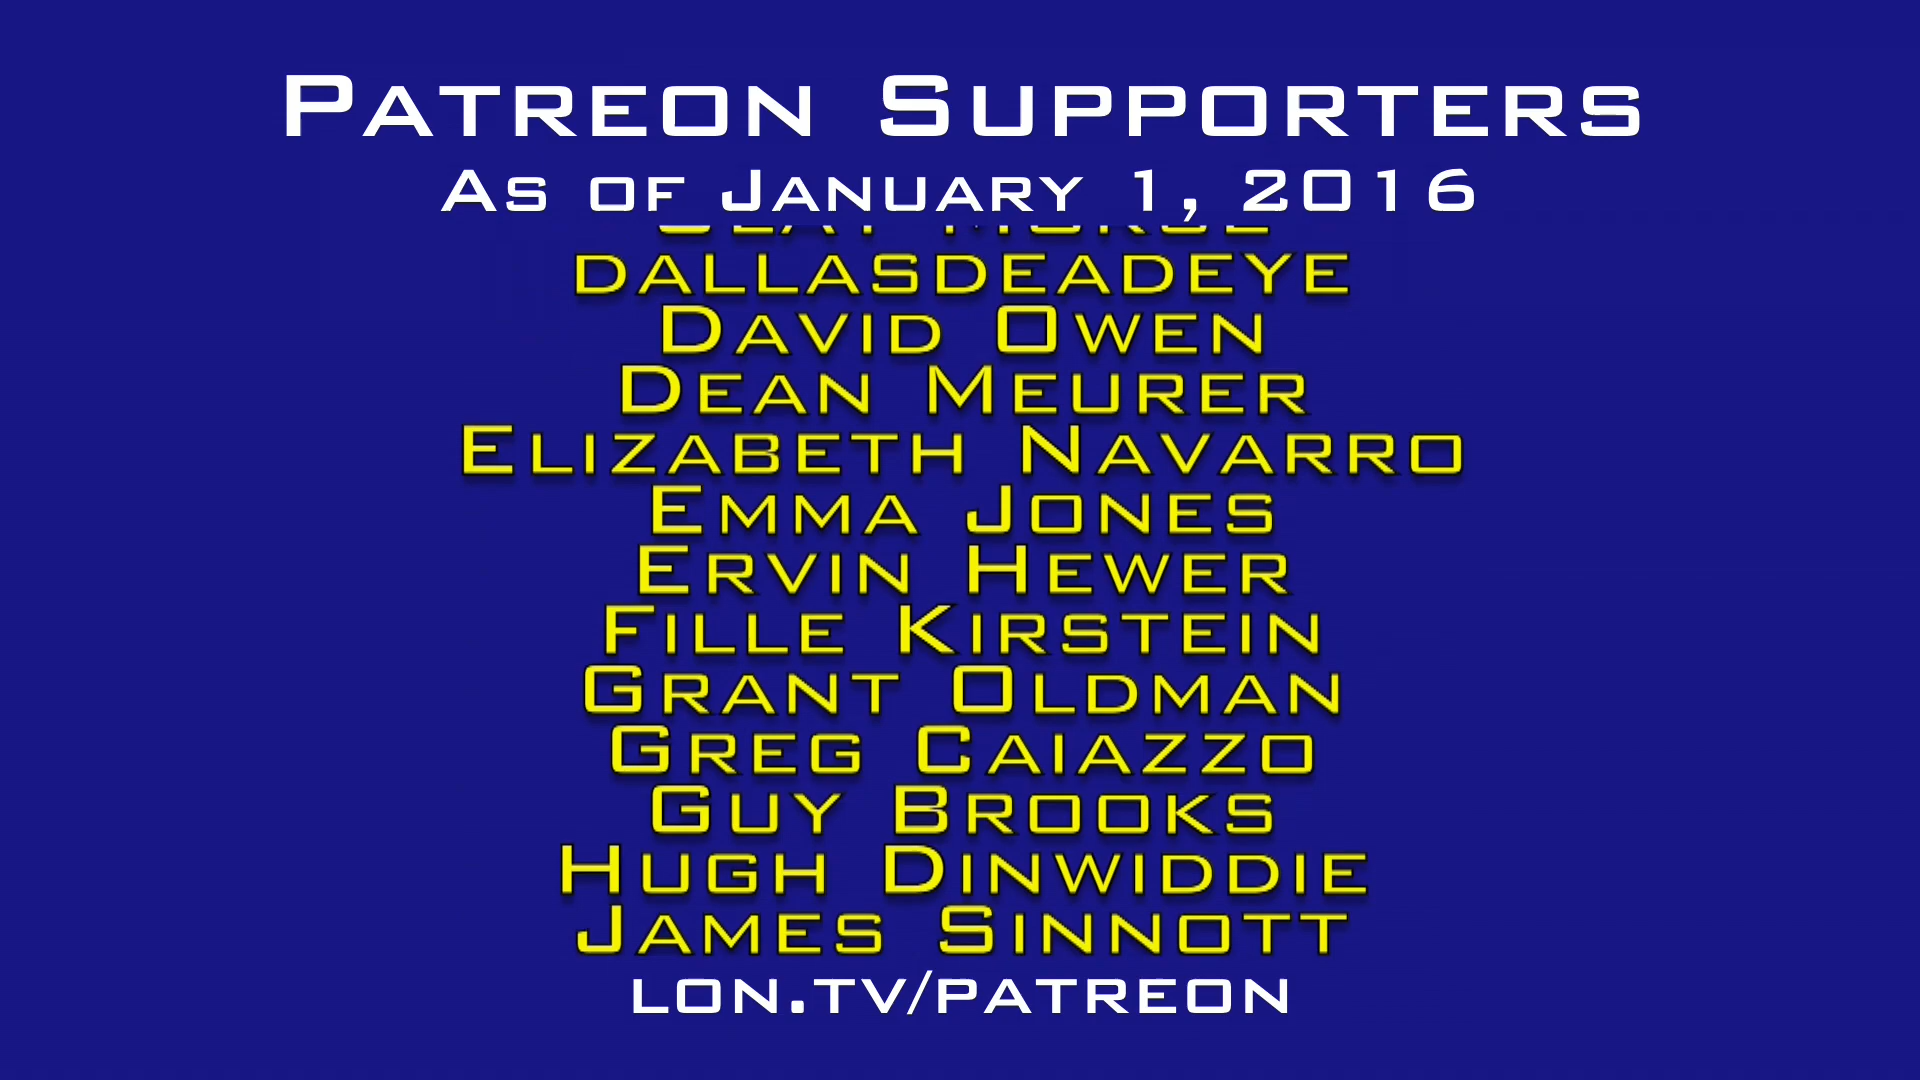 Patreon Supporters
As of January 1, 2016
dallasdeadeye
David Owen
Dean Meurer
Elizabeth Navarro
Emma Jones
Ervin Hewer
Fille Kirstein
Grant Oldman
Greg Caiazzo
Guy Brooks
Hugh Dinwiddie
James Sinnott
lon.tv/patreon